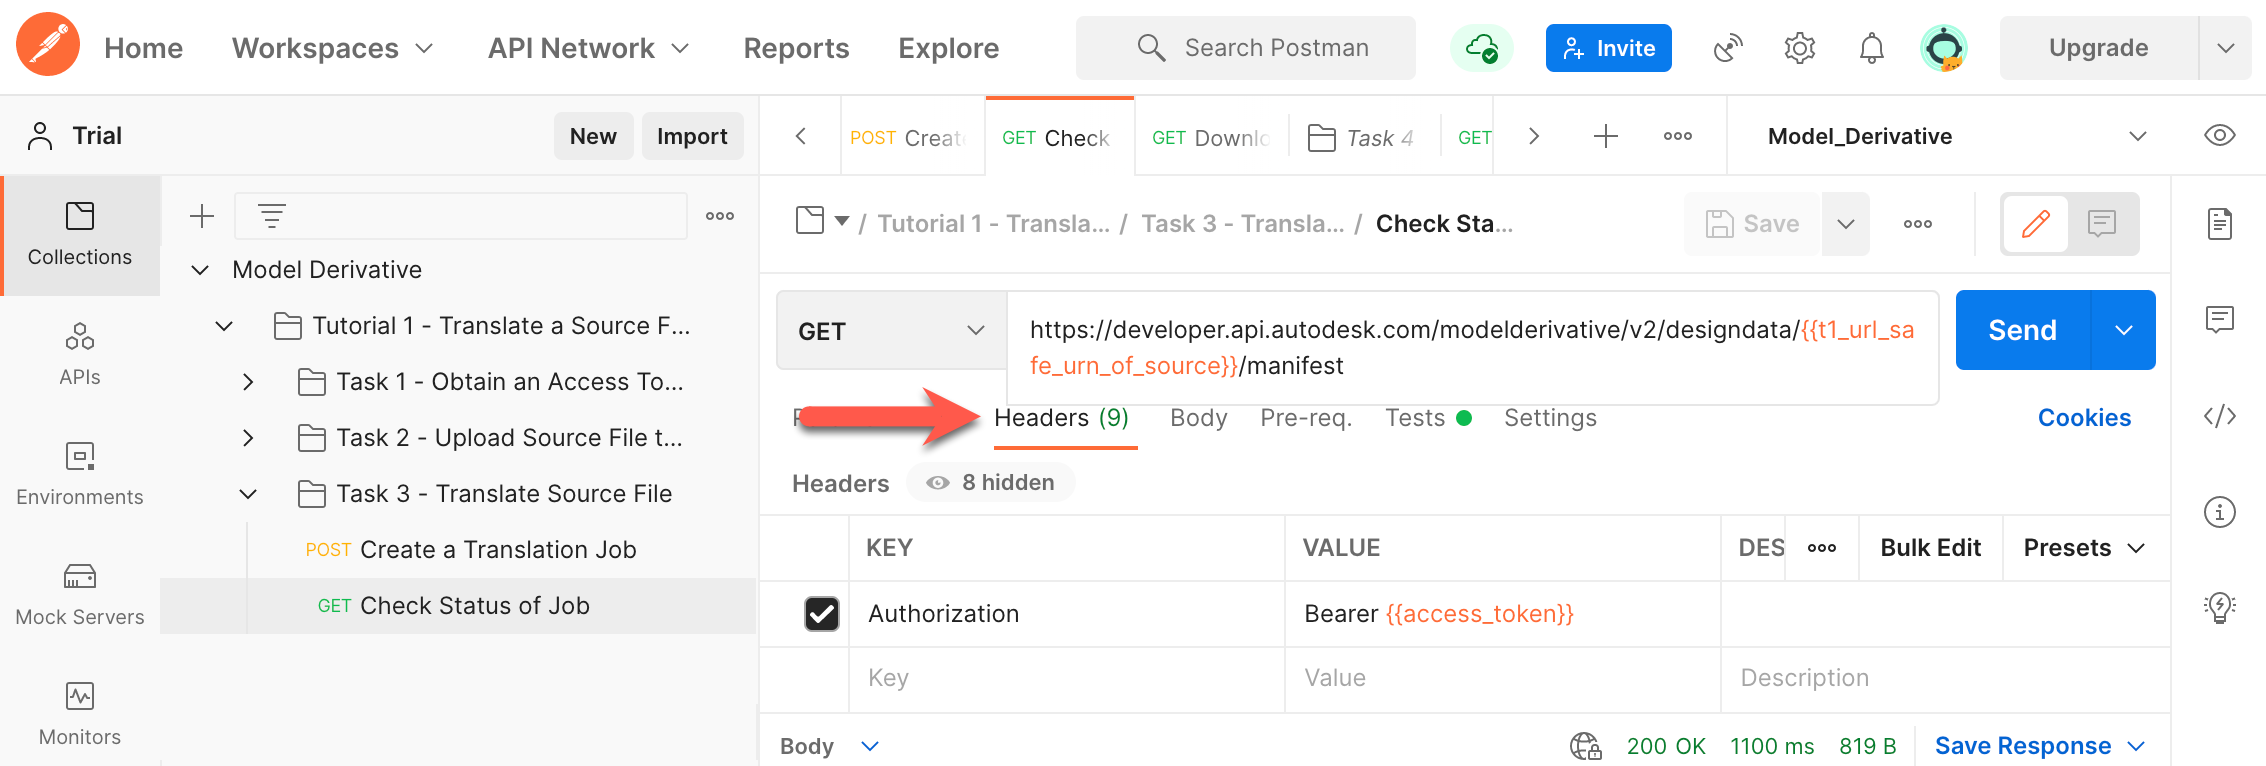 Home Workspaces API Network Reports Explore Search Postman Invite Upgrade
Trial New Import
POST Create GET Check GET Downlo Task 4 GET Model_Derivative
Collections
APIs
Environments
Mock Servers
Monitors
Model Derivative
Tutorial 1 - Translate a Source F...
Task 1 - Obtain an Access To...
Task 2 - Upload Source File t...
Task 3 - Translate Source File
POST Create a Translation Job
GET Check Status of Job
/ Tutorial 1 - Transla... / Task 3 - Transla... / Check Sta... Save
GET
https://developer.api.autodesk.com/modelderivative/v2/designdata/{{t1_url_sa
fe_urn_of_source}}/manifest
Send
Headers (9) Body Pre-req. Tests Settings Cookies
Headers 8 hidden
KEY VALUE DES Bulk Edit Presets
Authorization Bearer {{access_token}}
Key Value Description
Body 200 OK 1100 ms 819 B Save Response